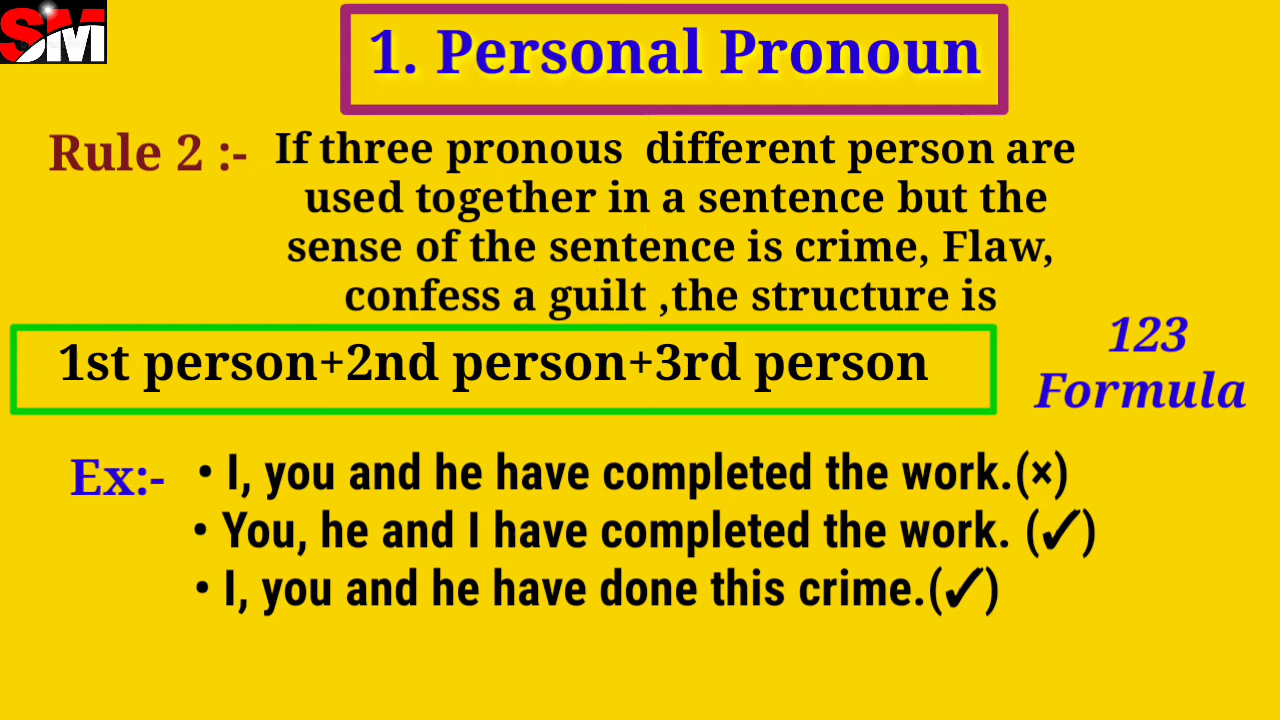 SiM
1. Personal Pronoun
Rule 2 :- If three pronous different person are
used together in a sentence but the
sense of the sentence is crime, Flaw,
confess a guilt ,the structure is
1st person+2nd person+3rd person
123
Formula
Ex:- • I, you and he have completed the work.(×)
• You, he and I have completed the work. (✓)
• I, you and he have done this crime.(✓)